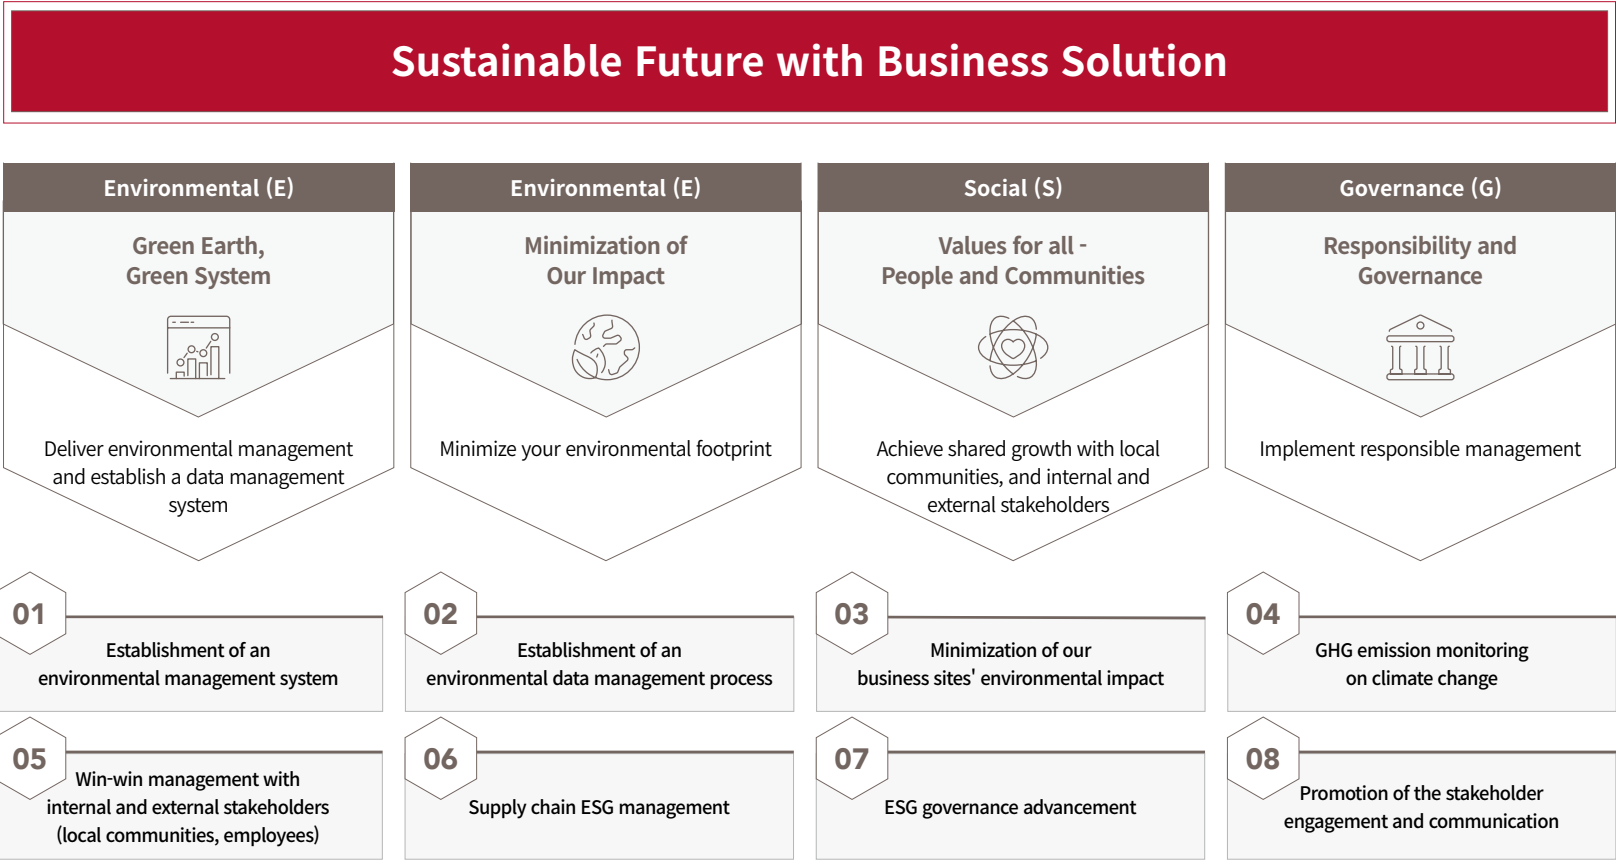 Sustainable Future with Business Solution
Environmental (E)
Green Earth,
Green System
Deliver environmental management
and establish a data management
system
Environmental (E)
Minimization of
Our Impact
Minimize your environmental footprint
Social (S)
Values for all -
People and Communities
Achieve shared growth with local
communities, and internal and
external stakeholders
Governance (G)
Responsibility and
Governance
Implement responsible management
01
Establishment of an
environmental management system
02
Establishment of an
environmental data management process
03
Minimization of our
business sites' environmental impact
04
GHG emission monitoring
on climate change
05
Win-win management with
internal and external stakeholders
(local communities, employees)
06
Supply chain ESG management
07
ESG governance advancement
08
Promotion of the stakeholder
engagement and communication